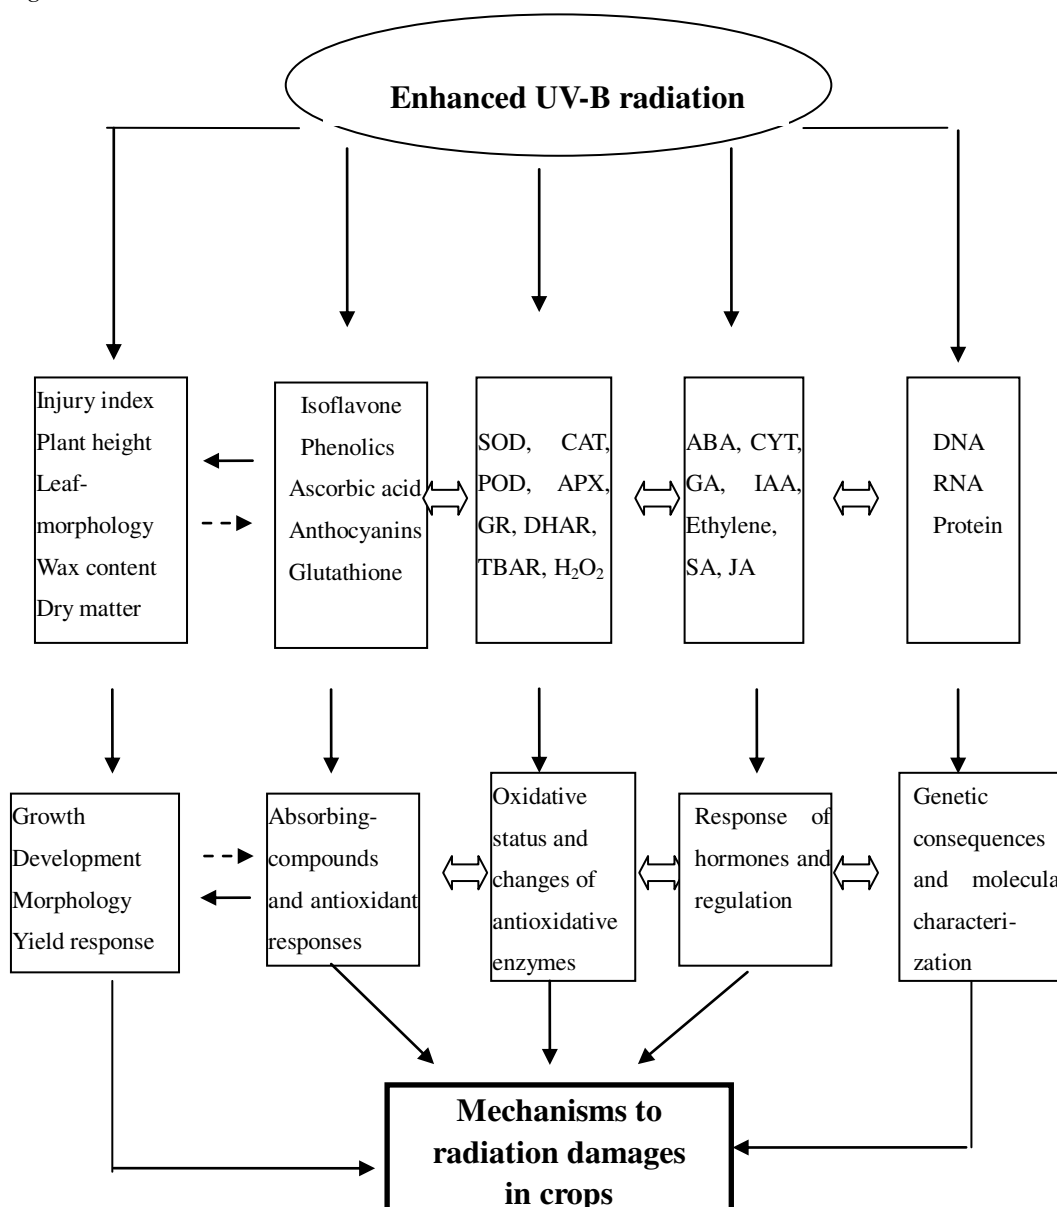 Enhanced UV-B radiation
Injury index
Plant height
Leaf-
morphology
Wax content
Dry matter
Isoflavone
Phenolics
Ascorbic acid
Anthocyanins
Glutathione
SOD, CAT,
POD, APX,
GR, DHAR,
TBAR, H₂O₂
ABA, CYT,
GA, IAA,
Ethylene,
SA, JA
DNA
RNA
Protein
Growth
Development
Morphology
Yield response
Absorbing-
compounds
and antioxidant
responses
Oxidative
status and
changes of
antioxidative
enzymes
Response of
hormones and
regulation
Genetic
consequences
and molecula
characteri-
zation
Mechanisms to
radiation damages
in crops